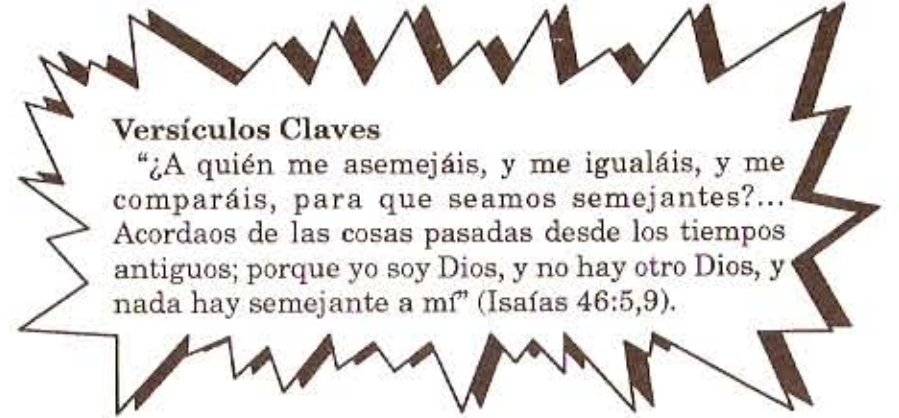 Versículos Claves
“¿A quién me asemejáis, y me igualáis, y me
comparáis, para que seamos semejantes?...
Acordaos de las cosas pasadas desde los tiempos
antiguos; porque yo soy Dios, y no hay otro Dios, y
nada hay semejante a mí” (Isaías 46:5,9).